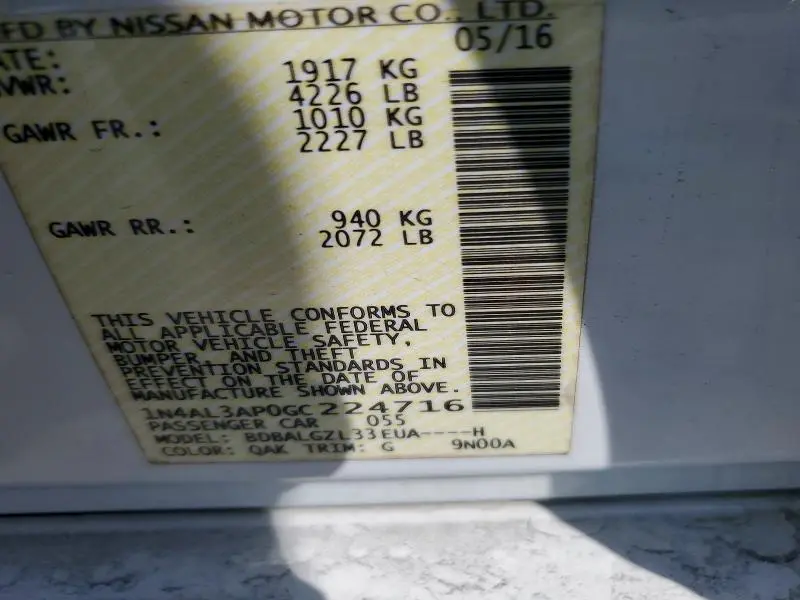 MFD BY NISSAN MOTOR CO., LTD.
ATE: 05/16
VWR: 1917 KG
4226 LB
GAWR FR.: 1010 KG
2227 LB
GAWR RR.: 940 KG
2072 LB
THIS VEHICLE CONFORMS TO
ALL APPLICABLE FEDERAL
MOTOR VEHICLE SAFETY,
BUMPER, AND THEFT
PREVENTION STANDARDS IN
EFFECT ON THE DATE OF
MANUFACTURE SHOWN ABOVE.
1N4AL3AP0GC224716
PASSENGER CAR 055
MODEL: BDBALGZL33EUA----H
COLOR: QAK TRIM: G 9N00A